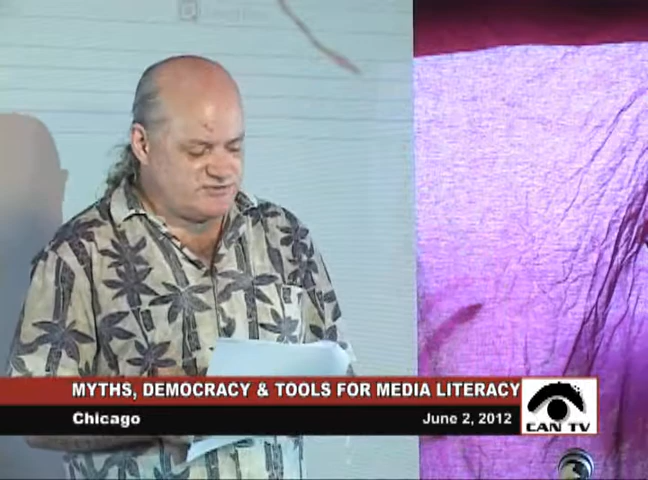 MYTHS, DEMOCRACY & TOOLS FOR MEDIA LITERACY
Chicago
June 2, 2012
CAN TV